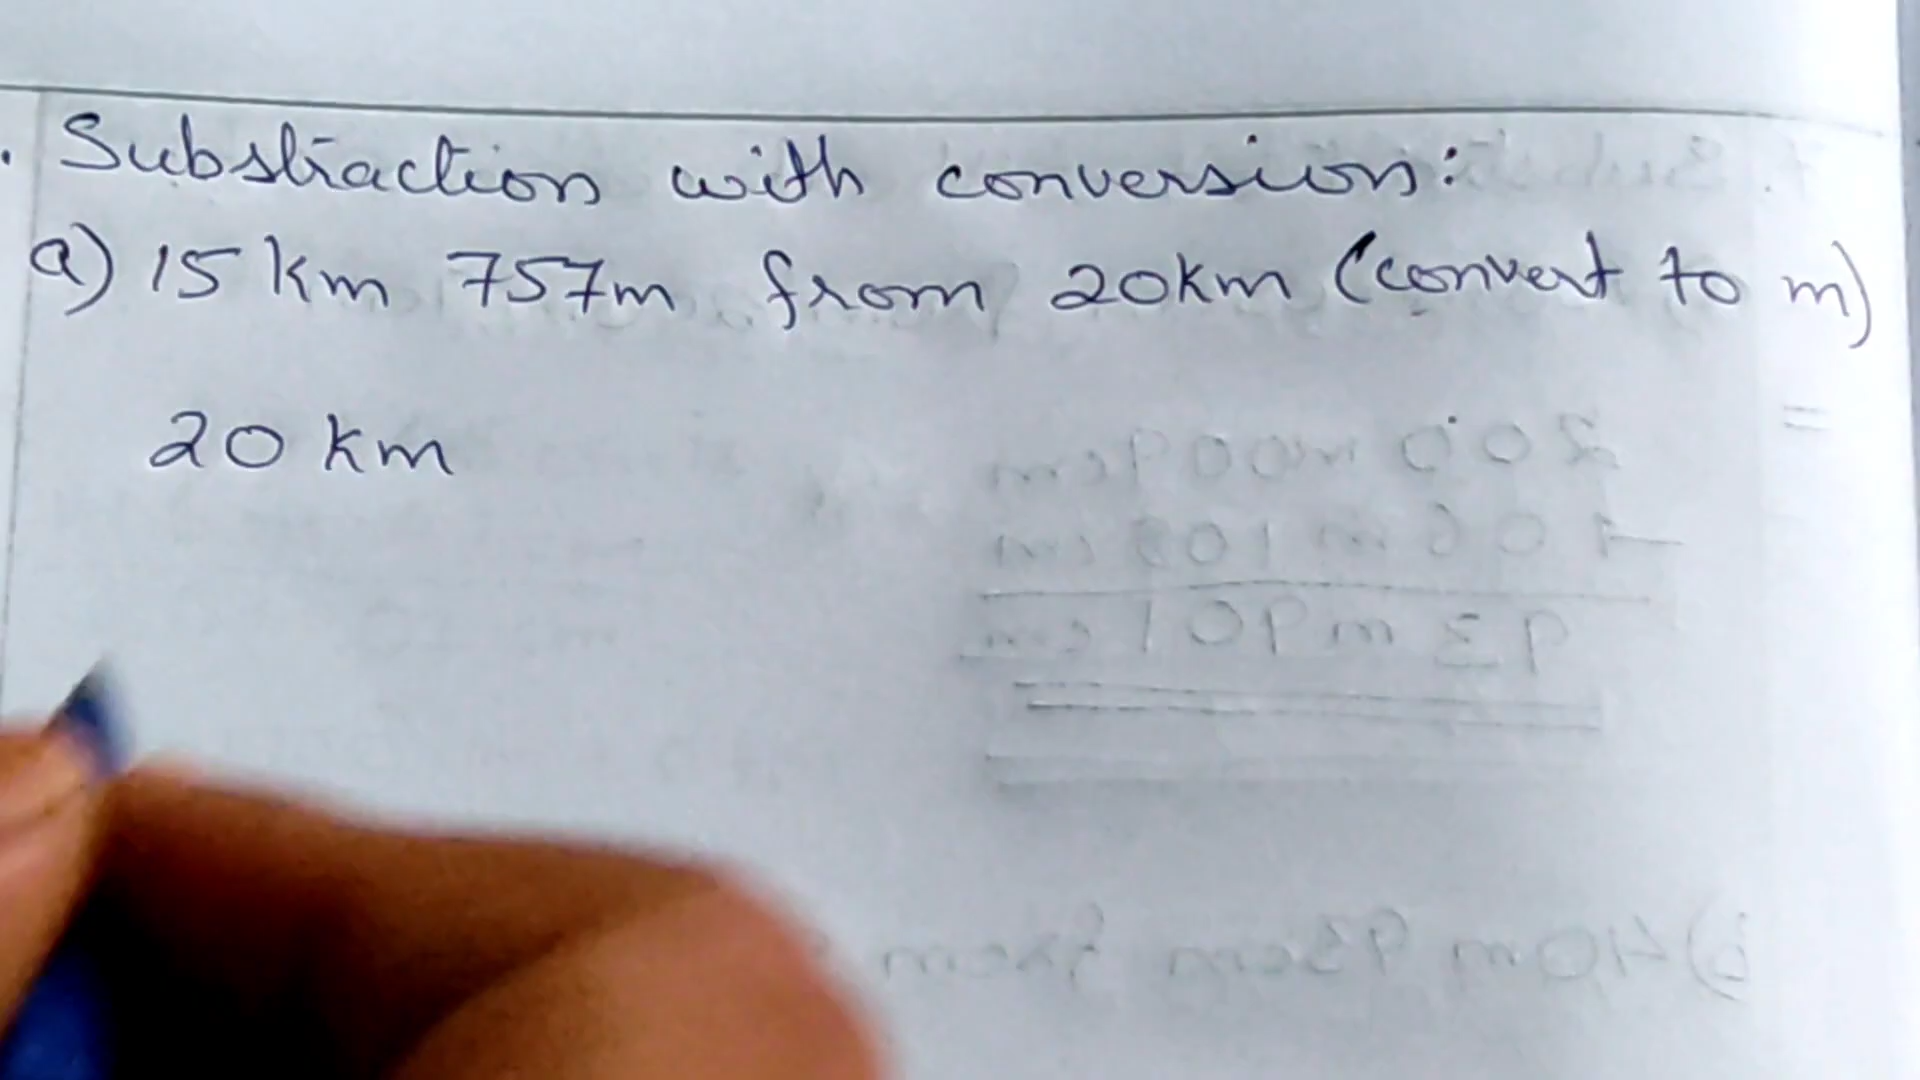 . Substraction with conversion:
a) 15 km 757m from 20km (convert to m)
20 km